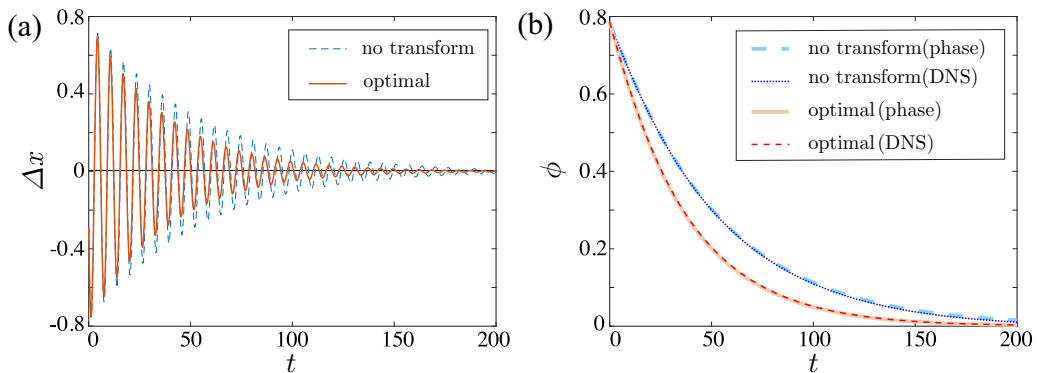 (a)
0.8
0.4
0
-0.4
-0.8
Δx
no transform
optimal
0 50 100 150 200
t
(b)
0.8
0.6
0.4
0.2
0
ϕ
no transform(phase)
no transform(DNS)
optimal(phase)
optimal(DNS)
0 50 100 150 200
t